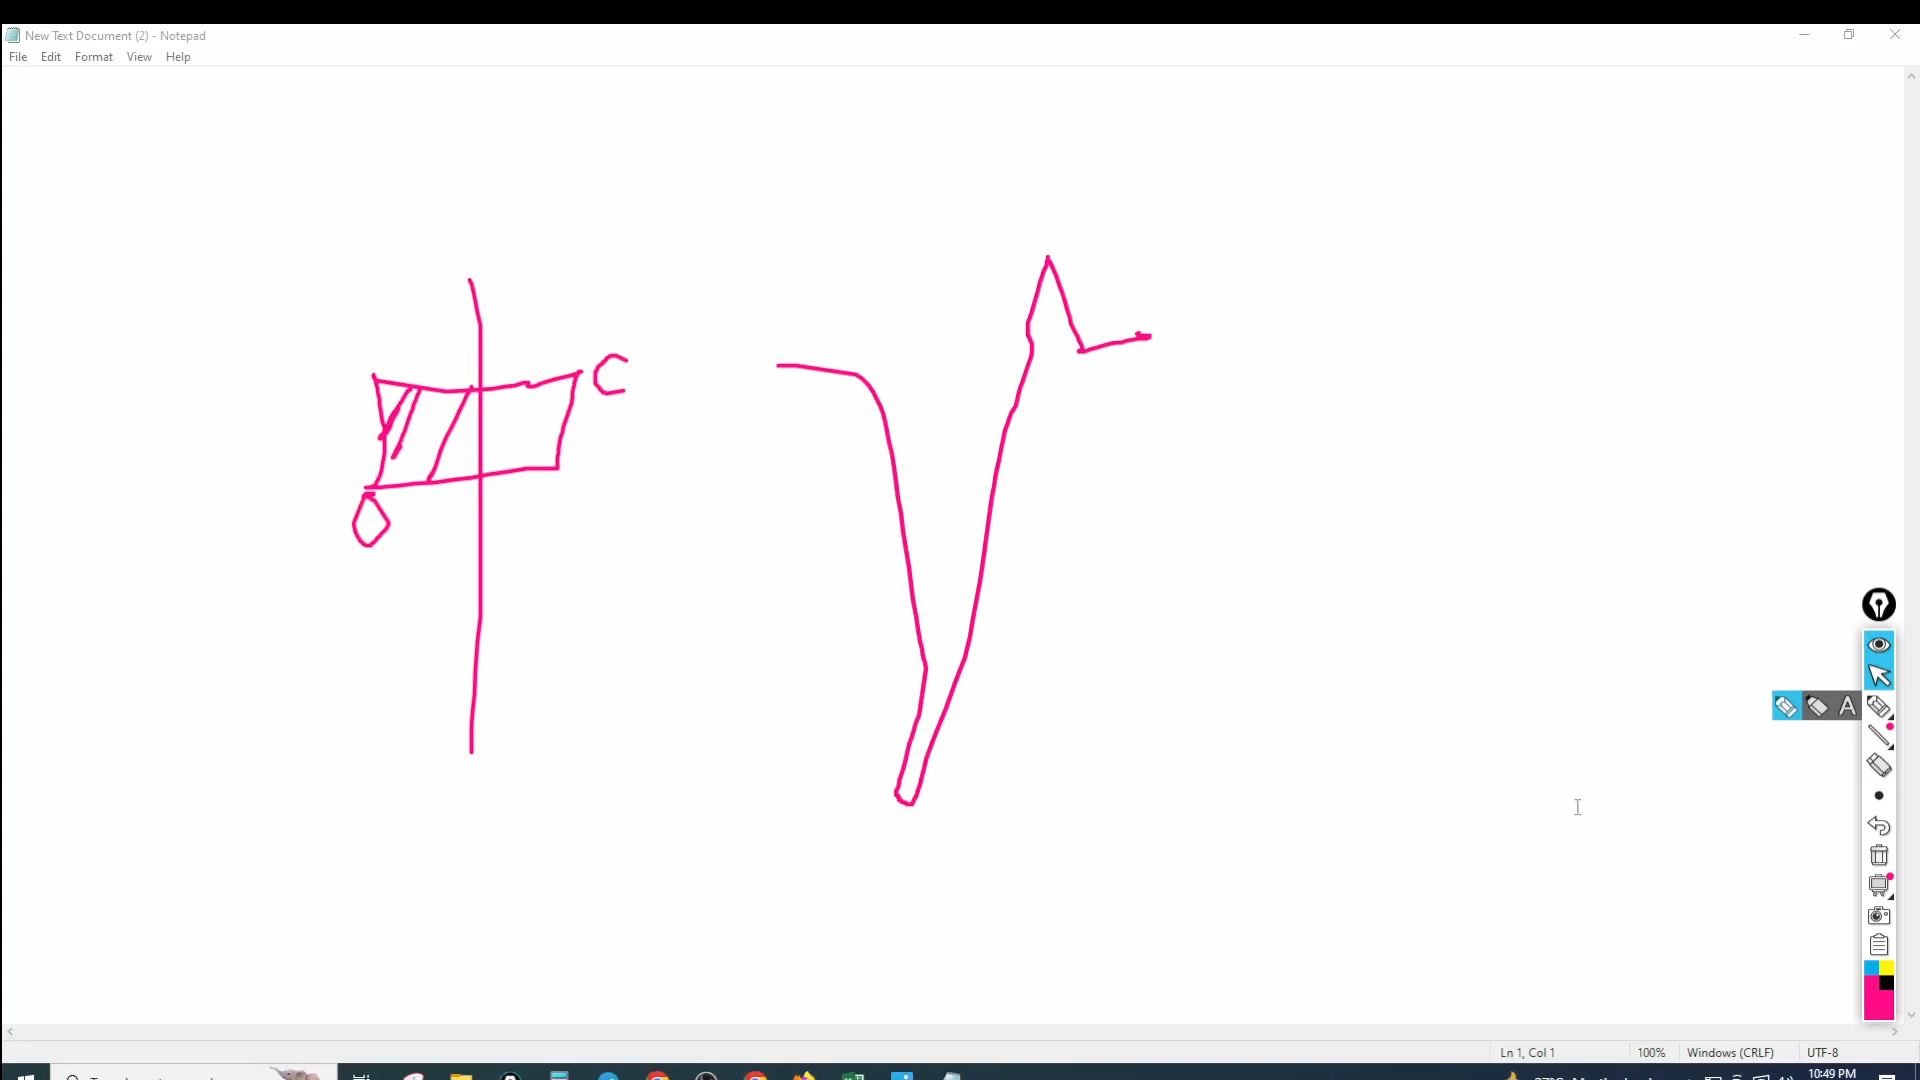 New Text Document (2) - Notepad
File Edit Format View Help
C
O
A
Ln 1, Col 1 100% Windows (CRLF) UTF-8
10:49 PM